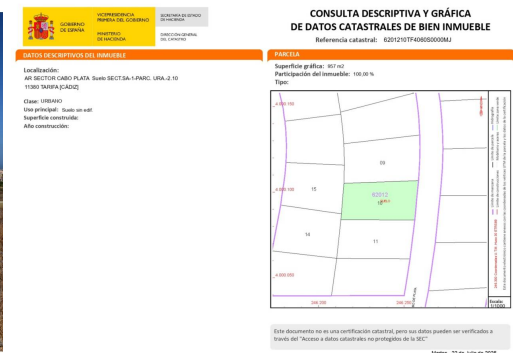 GOBIERNO
DE ESPAÑA
VICEPRESIDENCIA
PRIMERA DEL GOBIERNO
MINISTERIO
DE HACIENDA
SECRETARÍA DE ESTADO
DE HACIENDA
DIRECCIÓN GENERAL
DEL CATASTRO
CONSULTA DESCRIPTIVA Y GRÁFICA
DE DATOS CATASTRALES DE BIEN INMUEBLE
Referencia catastral: 6201210TF4060S0000MJ
DATOS DESCRIPTIVOS DEL INMUEBLE
Localización:
AR SECTOR CABO PLATA Suelo SECT.SA-1-PARC. URA.-2.10
11380 TARIFA [CÁDIZ]
Clase: URBANO
Uso principal: Suelo sin edif.
Superficie construida:
Año construcción:
PARCELA
Superficie gráfica: 957 m2
Participación del inmueble: 100,00 %
Tipo:
09
15
62012
10
14
11
Escala:
1/1000
Este documento no es una certificación catastral, pero sus datos pueden ser verificados a
través del "Acceso a datos catastrales no protegidos de la SEC"